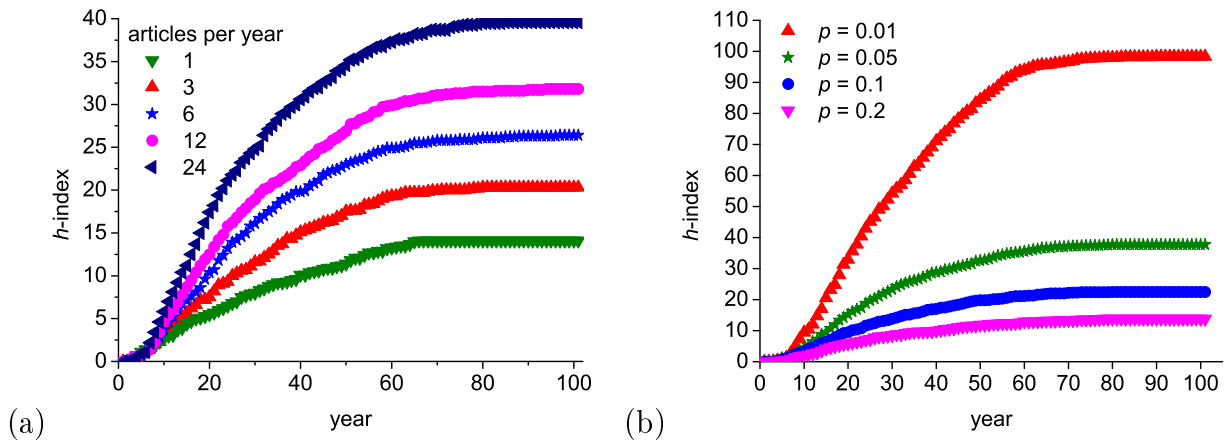 40
35
30
25
20
15
10
5
0
h-index
articles per year
1
3
6
12
24
0 20 40 60 80 100
year
(a)
110
100
90
80
70
60
50
40
30
20
10
0
h-index
p = 0.01
p = 0.05
p = 0.1
p = 0.2
0 10 20 30 40 50 60 70 80 90 100
year
(b)